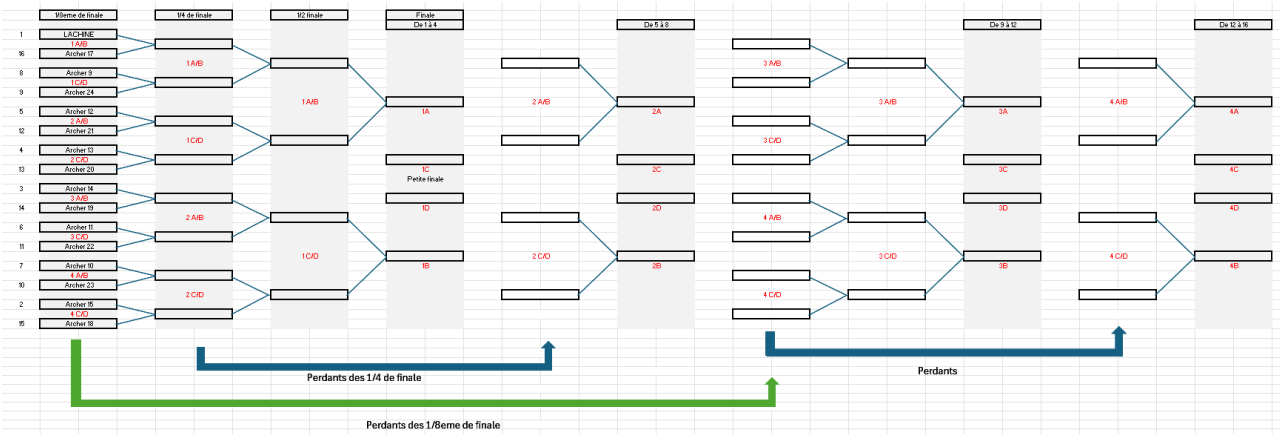 1/8eme de finale 1/4 de finale 1/2 finale Finale
De 1 à 4 De 5 à 8 De 9 à 12 De 12 à 16
1 LACHINE
1 A/B
16 Archer 17
3 A/B
1 A/B
8 Archer 9
1 C/D
9 Archer 24
1 A/B 2 A/B 3 A/B 4 A/B
5 Archer 12 1A 2A 3A 4A
2 A/B
12 Archer 21
1 C/D 3 C/D
4 Archer 13
2 C/D
13 Archer 20 1C 2C 3C 4C
Petite finale
3 Archer 14
3 A/B
14 Archer 19 1D 2D 3D 4D
2 A/B 4 A/B
6 Archer 11
3 C/D
11 Archer 22
1 C/D 2 C/D 3 C/D 4 C/D
7 Archer 10 1B 2B 3B 4B
4 A/B
10 Archer 23
2 C/D 4 C/D
2 Archer 15
4 C/D
15 Archer 18
Perdants des 1/4 de finale
Perdants
Perdants des 1/8eme de finale